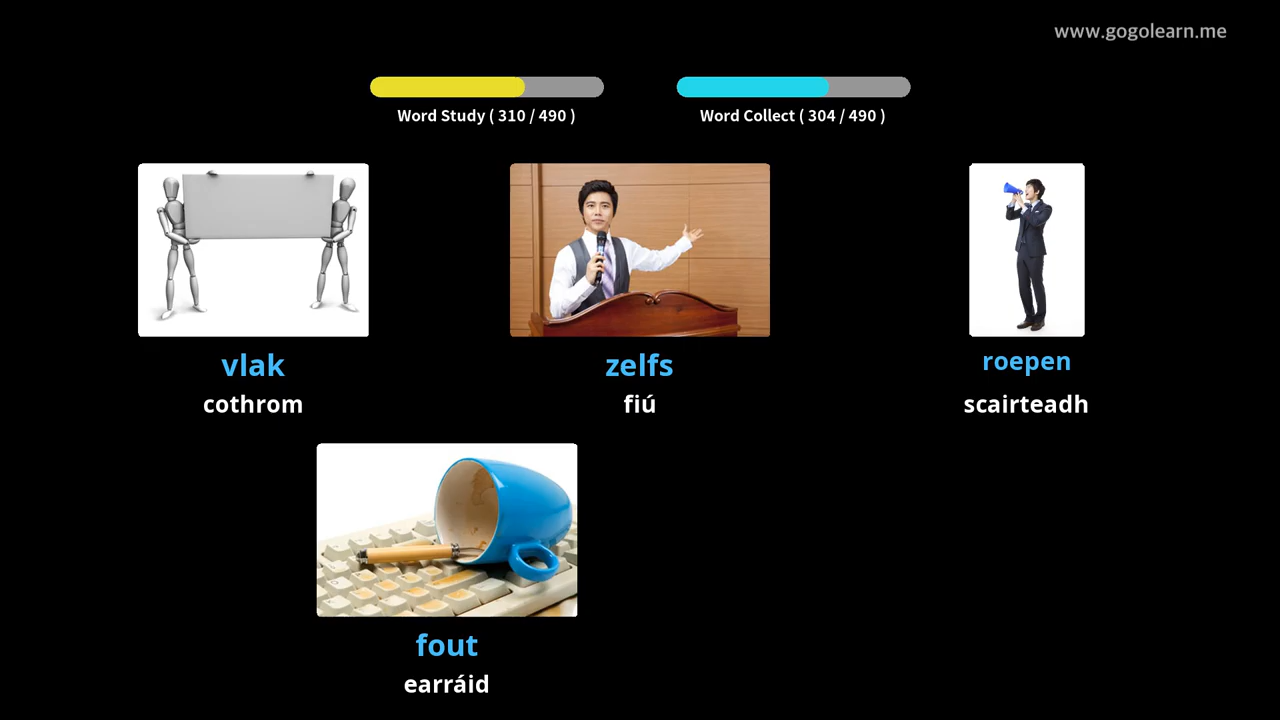 www.gogolearn.me
Word Study ( 310 / 490 )
Word Collect ( 304 / 490 )
vlak
cothrom
zelfs
fiú
roepen
scairteadh
fout
earráid